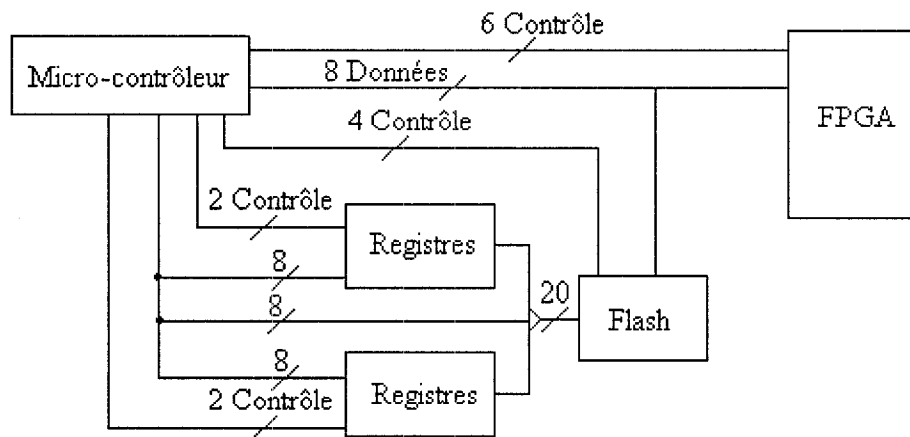 6 Contrôle
Micro-contrôleur
8 Données
FPGA
4 Contrôle
2 Contrôle
Registres
8
20
8
Flash
8
Registres
2 Contrôle